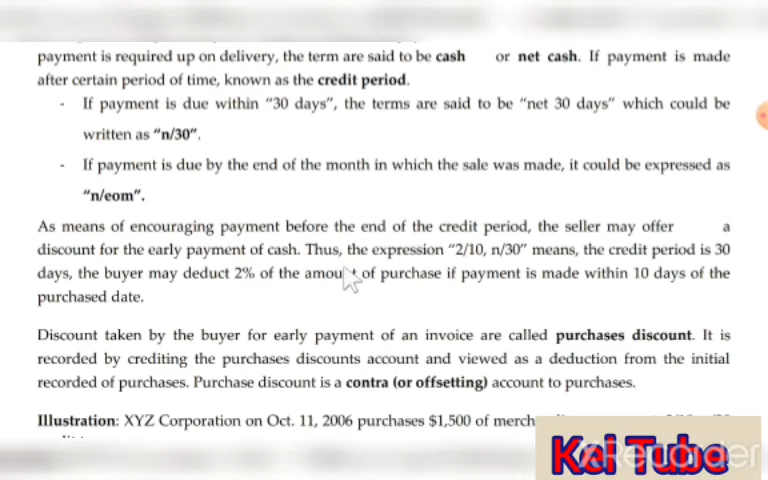 payment is required up on delivery, the term are said to be cash or net cash. If payment is made
after certain period of time, known as the credit period.
- If payment is due within “30 days”, the terms are said to be “net 30 days” which could be
written as “n/30”.
- If payment is due by the end of the month in which the sale was made, it could be expressed as
“n/eom”.
As means of encouraging payment before the end of the credit period, the seller may offer a
discount for the early payment of cash. Thus, the expression “2/10, n/30” means, the credit period is 30
days, the buyer may deduct 2% of the amount of purchase if payment is made within 10 days of the
purchased date.
Discount taken by the buyer for early payment of an invoice are called purchases discount. It is
recorded by crediting the purchases discounts account and viewed as a deduction from the initial
recorded of purchases. Purchase discount is a contra (or offsetting) account to purchases.
Illustration: XYZ Corporation on Oct. 11, 2006 purchases $1,500 of
Kal Tube